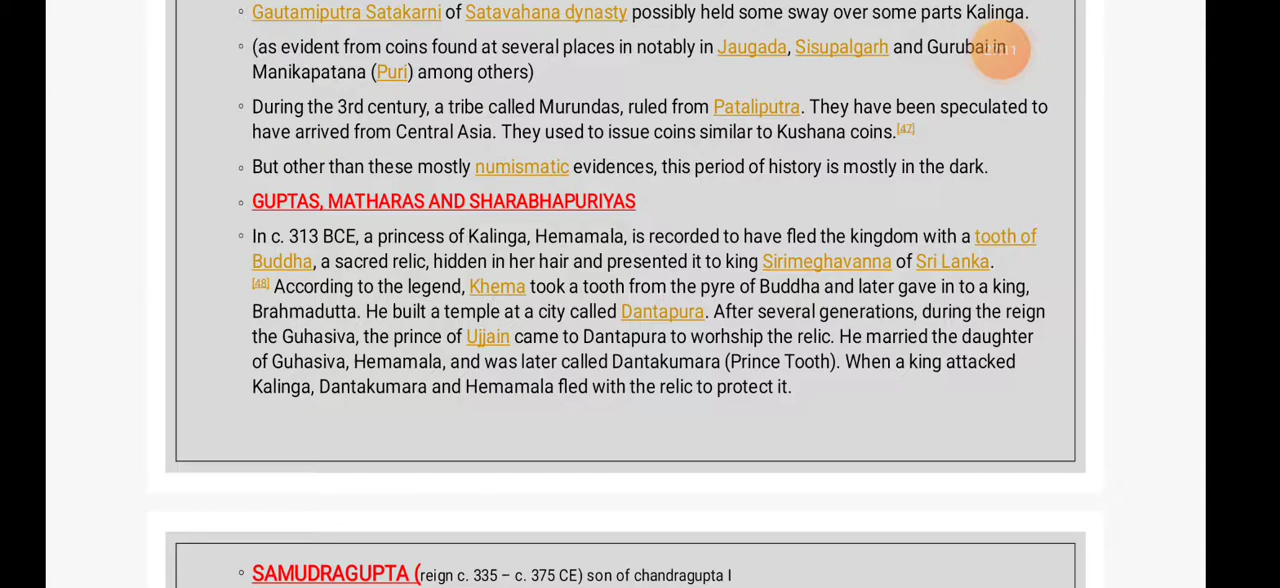 Gautamiputra Satakarni of Satavahana dynasty possibly held some sway over some parts Kalinga.
(as evident from coins found at several places in notably in Jaugada, Sisupalgarh and Gurubai in
Manikapatana (Puri) among others)
During the 3rd century, a tribe called Murundas, ruled from Pataliputra. They have been speculated to
have arrived from Central Asia. They used to issue coins similar to Kushana coins.[47]
But other than these mostly numismatic evidences, this period of history is mostly in the dark.
GUPTAS, MATHARAS AND SHARABHAPURIYAS
In c. 313 BCE, a princess of Kalinga, Hemamala, is recorded to have fled the kingdom with a tooth of
Buddha, a sacred relic, hidden in her hair and presented it to king Sirimeghavanna of Sri Lanka.
[48] According to the legend, Khema took a tooth from the pyre of Buddha and later gave in to a king,
Brahmadutta. He built a temple at a city called Dantapura. After several generations, during the reign
the Guhasiva, the prince of Ujjain came to Dantapura to worhship the relic. He married the daughter
of Guhasiva, Hemamala, and was later called Dantakumara (Prince Tooth). When a king attacked
Kalinga, Dantakumara and Hemamala fled with the relic to protect it.
SAMUDRAGUPTA (reign c. 335 – c. 375 CE) son of chandragupta I